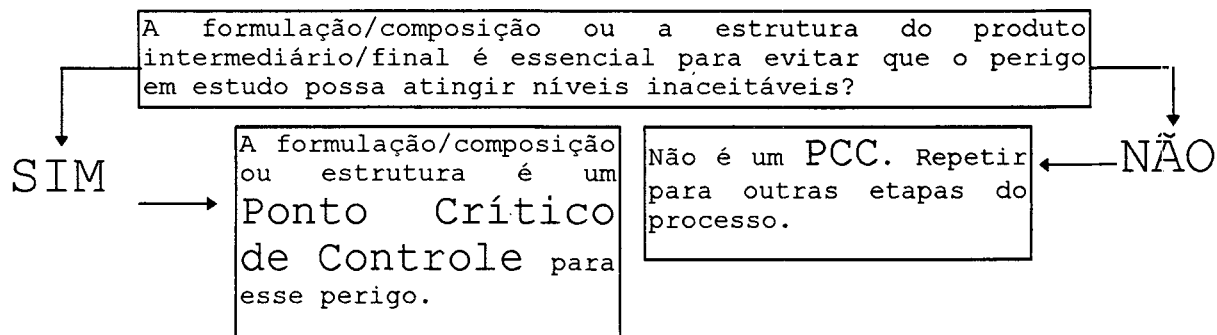 A formulação/composição ou a estrutura do produto
intermediário/final é essencial para evitar que o perigo
em estudo possa atingir níveis inaceitáveis?
SIM
A formulação/composição
ou estrutura é um
Ponto Crítico
de Controle para
esse perigo.
Não é um PCC. Repetir
para outras etapas do
processo.
NÃO